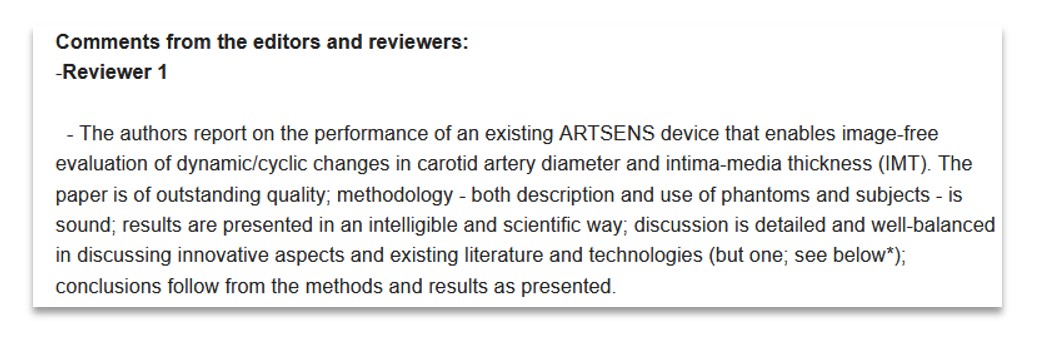 Comments from the editors and reviewers:
-Reviewer 1
- The authors report on the performance of an existing ARTSENS device that enables image-free
evaluation of dynamic/cyclic changes in carotid artery diameter and intima-media thickness (IMT). The
paper is of outstanding quality; methodology - both description and use of phantoms and subjects - is
sound; results are presented in an intelligible and scientific way; discussion is detailed and well-balanced
in discussing innovative aspects and existing literature and technologies (but one; see below*);
conclusions follow from the methods and results as presented.